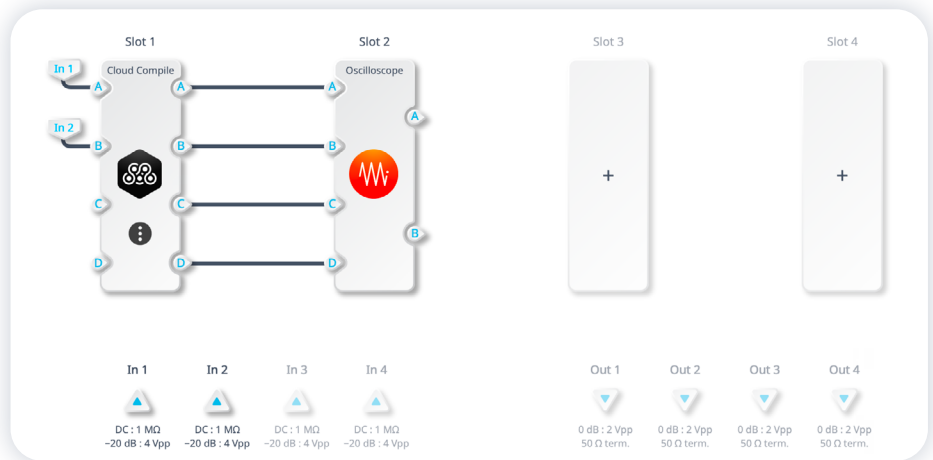 Slot 1
Slot 2
Slot 3
Slot 4
In 1
Cloud Compile
Oscilloscope
A
A
A
A
In 2
B
B
B
+
+
C
C
C
B
D
D
D
In 1
In 2
In 3
In 4
Out 1
Out 2
Out 3
Out 4
DC : 1 MΩ
DC : 1 MΩ
DC : 1 MΩ
DC : 1 MΩ
0 dB : 2 Vpp
0 dB : 2 Vpp
0 dB : 2 Vpp
0 dB : 2 Vpp
−20 dB : 4 Vpp
−20 dB : 4 Vpp
−20 dB : 4 Vpp
−20 dB : 4 Vpp
50 Ω term.
50 Ω term.
50 Ω term.
50 Ω term.